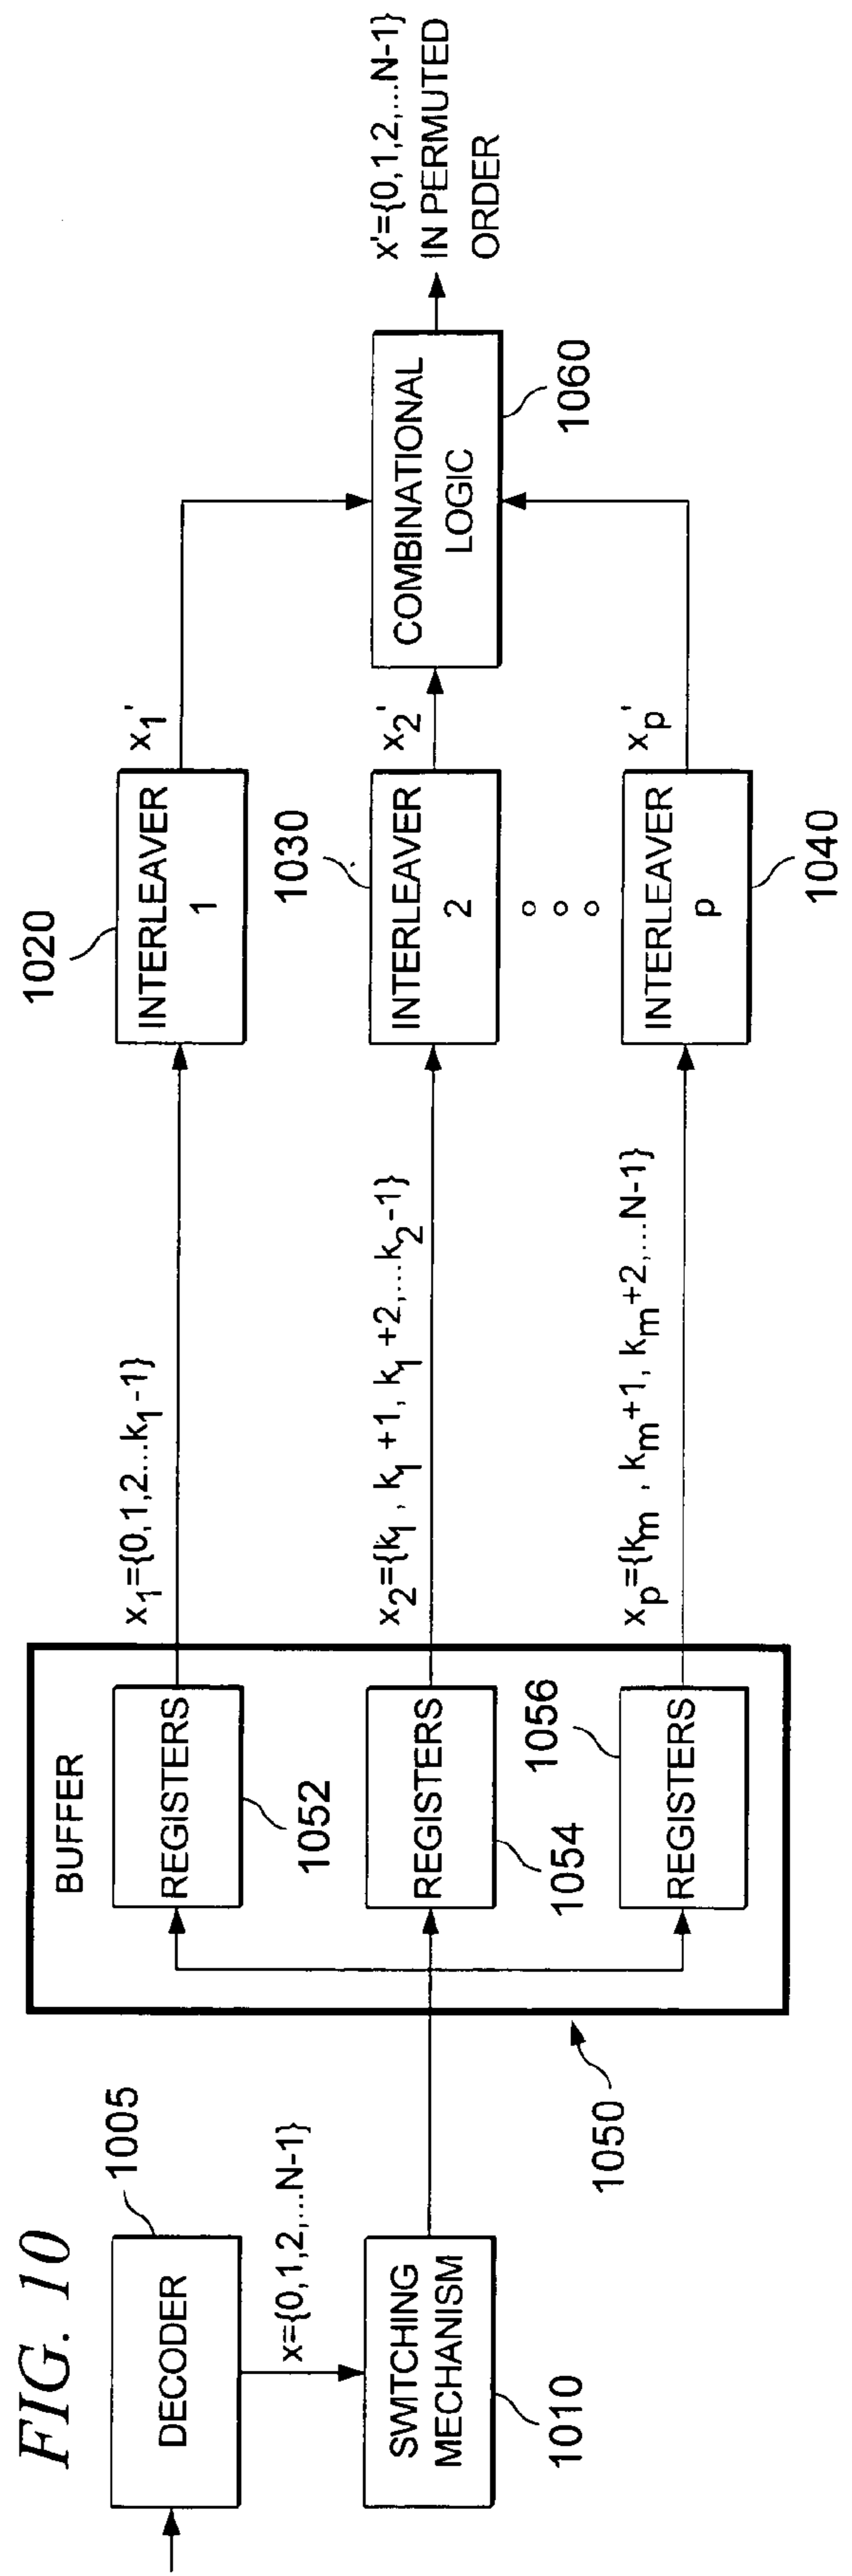 FIG. 10
DECODER
1005
x={0,1,2,...N-1}
SWITCHING
MECHANISM
1010
BUFFER
1050
REGISTERS
1052
REGISTERS
1054
REGISTERS
1056
x1={0,1,2...k1-1}
x2={k1, k1+1, k1+2,...k2-1}
xp={km, km+1, km+2,...N-1}
INTERLEAVER
1
1020
INTERLEAVER
2
1030
INTERLEAVER
p
1040
x1'
x2'
xp'
COMBINATIONAL
LOGIC
1060
x'={0,1,2,...N-1}
IN PERMUTED
ORDER